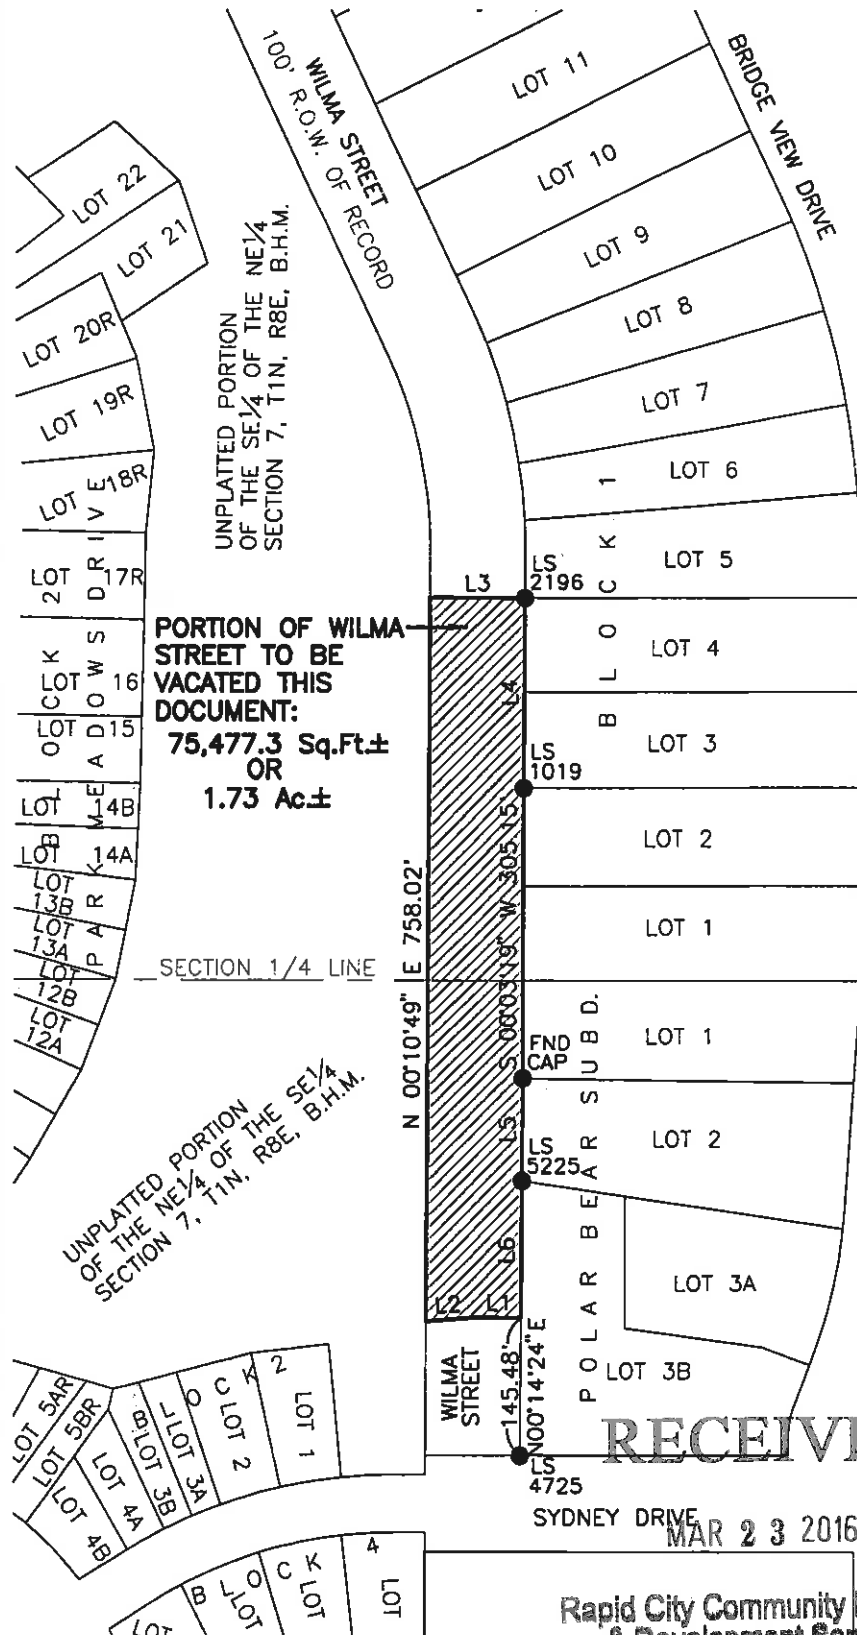 WILMA STREET
100' R.O.W. OF RECORD
BRIDGE VIEW DRIVE
LOT 11
LOT 10
LOT 9
LOT 8
LOT 7
LOT 6
LOT 5
LOT 4
LOT 3
LOT 2
LOT 1
BLOCK 1
LOT 22
LOT 21
LOT 20R
LOT 19R
LOT 18R
LOT 17R
LOT 16
LOT 15
LOT 14B
LOT 14A
LOT
13B
LOT
13A
LOT
12B
LOT
12A
BLOCK 2
PARK MEADOWS DRIVE
UNPLATTED PORTION
OF THE SE¼ OF THE NE¼
SECTION 7, T1N, R8E, B.H.M.
L3
LS
2196
PORTION OF WILMA
STREET TO BE
VACATED THIS
DOCUMENT:
75,477.3 Sq.Ft.±
OR
1.73 Ac.±
L4
LS
1019
S 00°03'19" W 305.15'
N 00°10'49" E 758.02'
SECTION 1/4 LINE
FND
CAP
L5
LS
5225
L6
L2
L1
LOT 1
LOT 2
LOT 3A
LOT 3B
POLAR BEAR SUBD.
UNPLATTED PORTION
OF THE NE¼ OF THE SE¼
SECTION 7, T1N, R8E, B.H.M.
WILMA
STREET
145.48'
N00°14'24"E
LS
4725
SYDNEY DRIVE
LOT 5AR
LOT 5BR
LOT 4B
LOT 4A
LOT 3B
LOT 3A
LOT 2
LOT 1
BLOCK 2
BLOCK 4
LOT
LOT
LOT
LOT
RECEIV
MAR 23 2016
Rapid City Community
& Development Ser